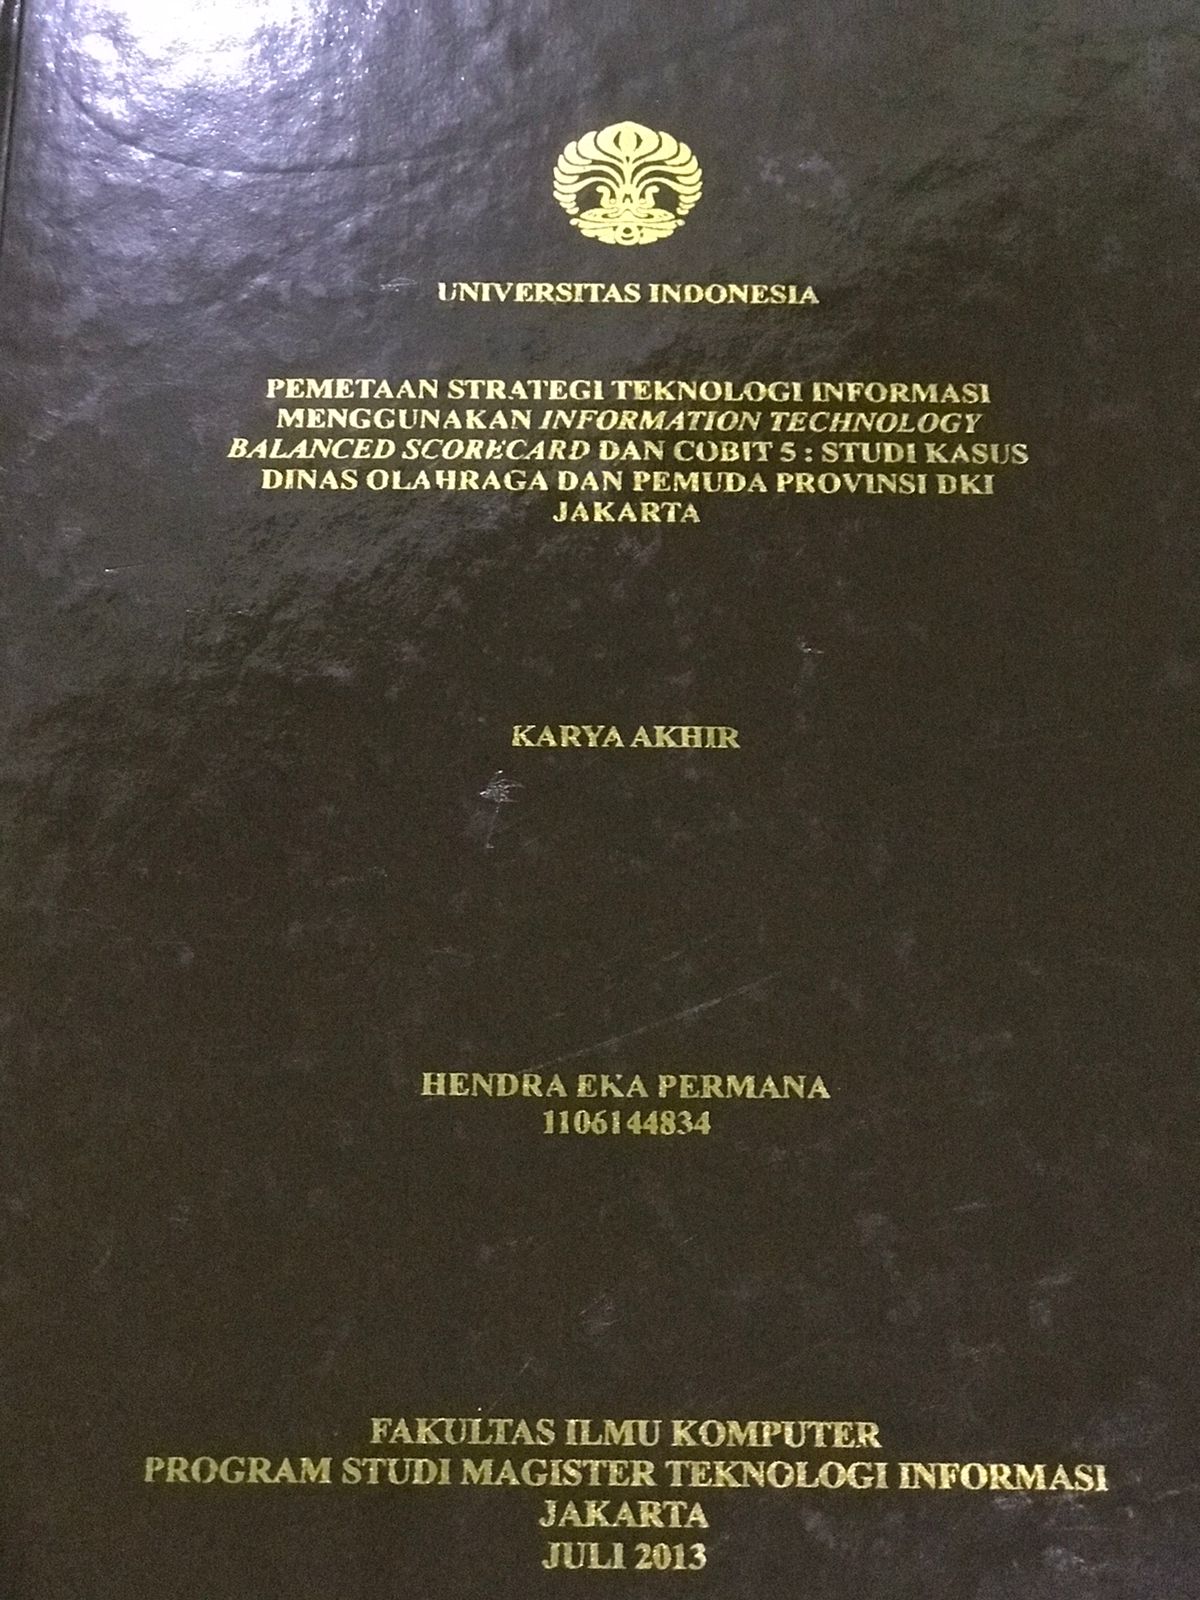 UNIVERSITAS INDONESIA
PEMETAAN STRATEGI TEKNOLOGI INFORMASI
MENGGUNAKAN INFORMATION TECHNOLOGY
BALANCED SCORECARD DAN COBIT 5 : STUDI KASUS
DINAS OLAHRAGA DAN PEMUDA PROVINSI DKI
JAKARTA
KARYA AKHIR
HENDRA EKA PERMANA
1106144834
FAKULTAS ILMU KOMPUTER
PROGRAM STUDI MAGISTER TEKNOLOGI INFORMASI
JAKARTA
JULI 2013